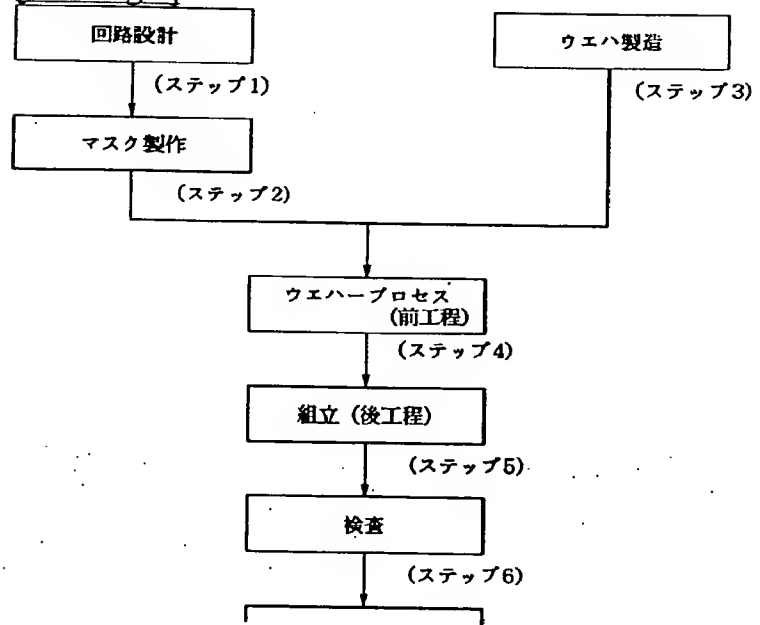 回路設計
(ステップ1)
マスク製作
(ステップ2)
ウエハ製造
(ステップ3)
ウエハープロセス
(前工程)
(ステップ4)
組立 (後工程)
(ステップ5)
検査
(ステップ6)